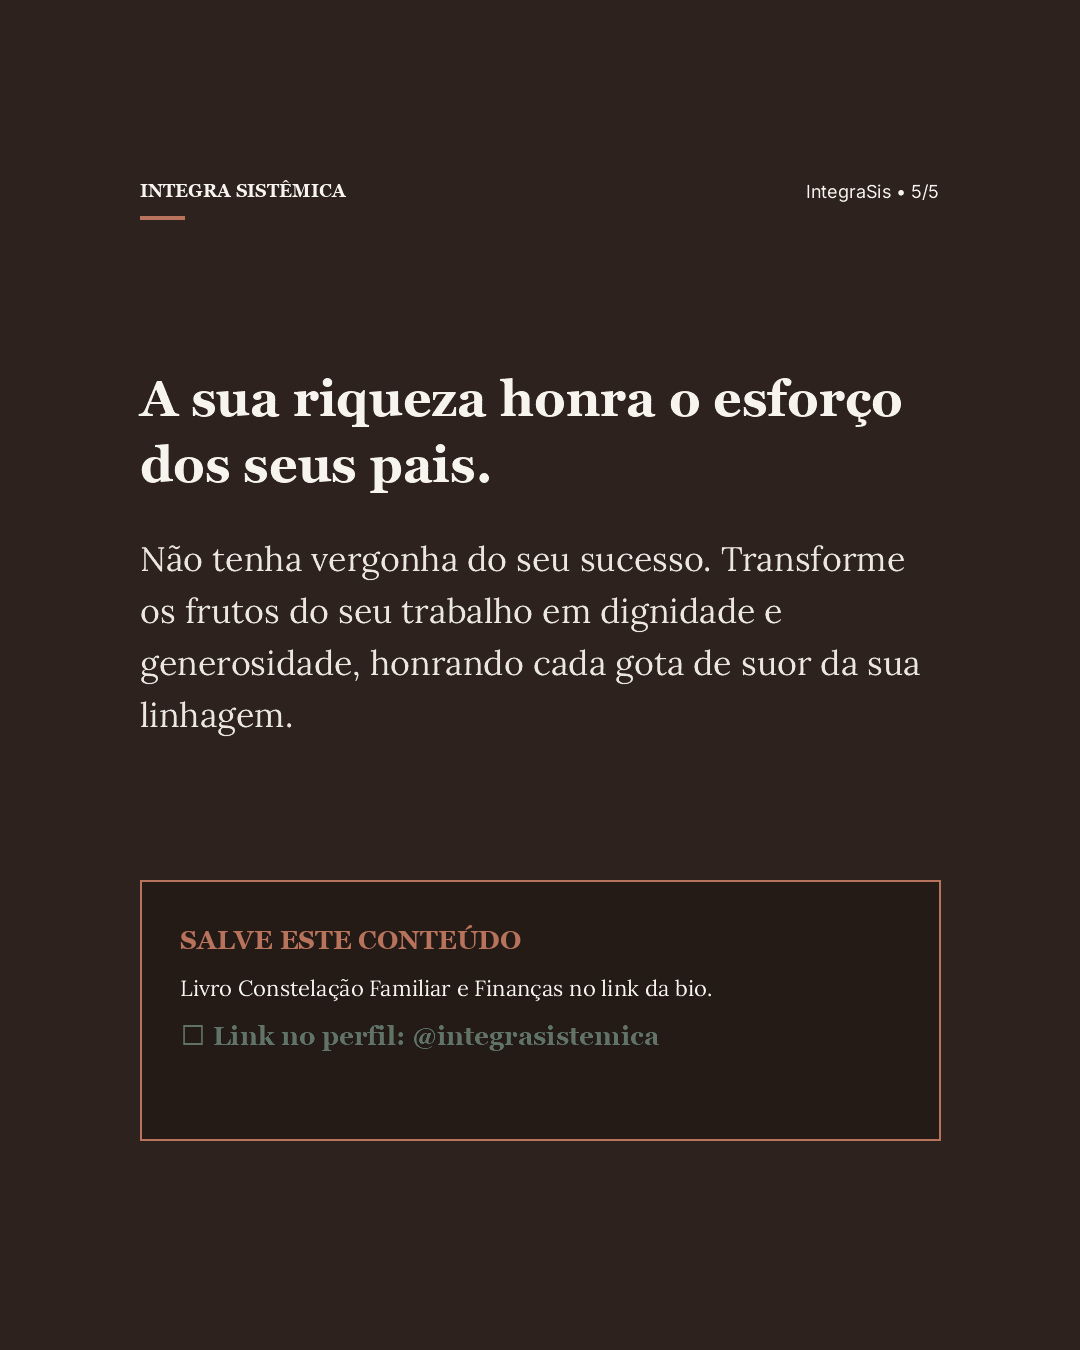 INTEGRA SISTÊMICA
IntegraSis • 5/5
A sua riqueza honra o esforço
dos seus pais.
Não tenha vergonha do seu sucesso. Transforme
os frutos do seu trabalho em dignidade e
generosidade, honrando cada gota de suor da sua
linhagem.
SALVE ESTE CONTEÚDO
Livro Constelação Familiar e Finanças no link da bio.
☐ Link no perfil: @integrasistemica